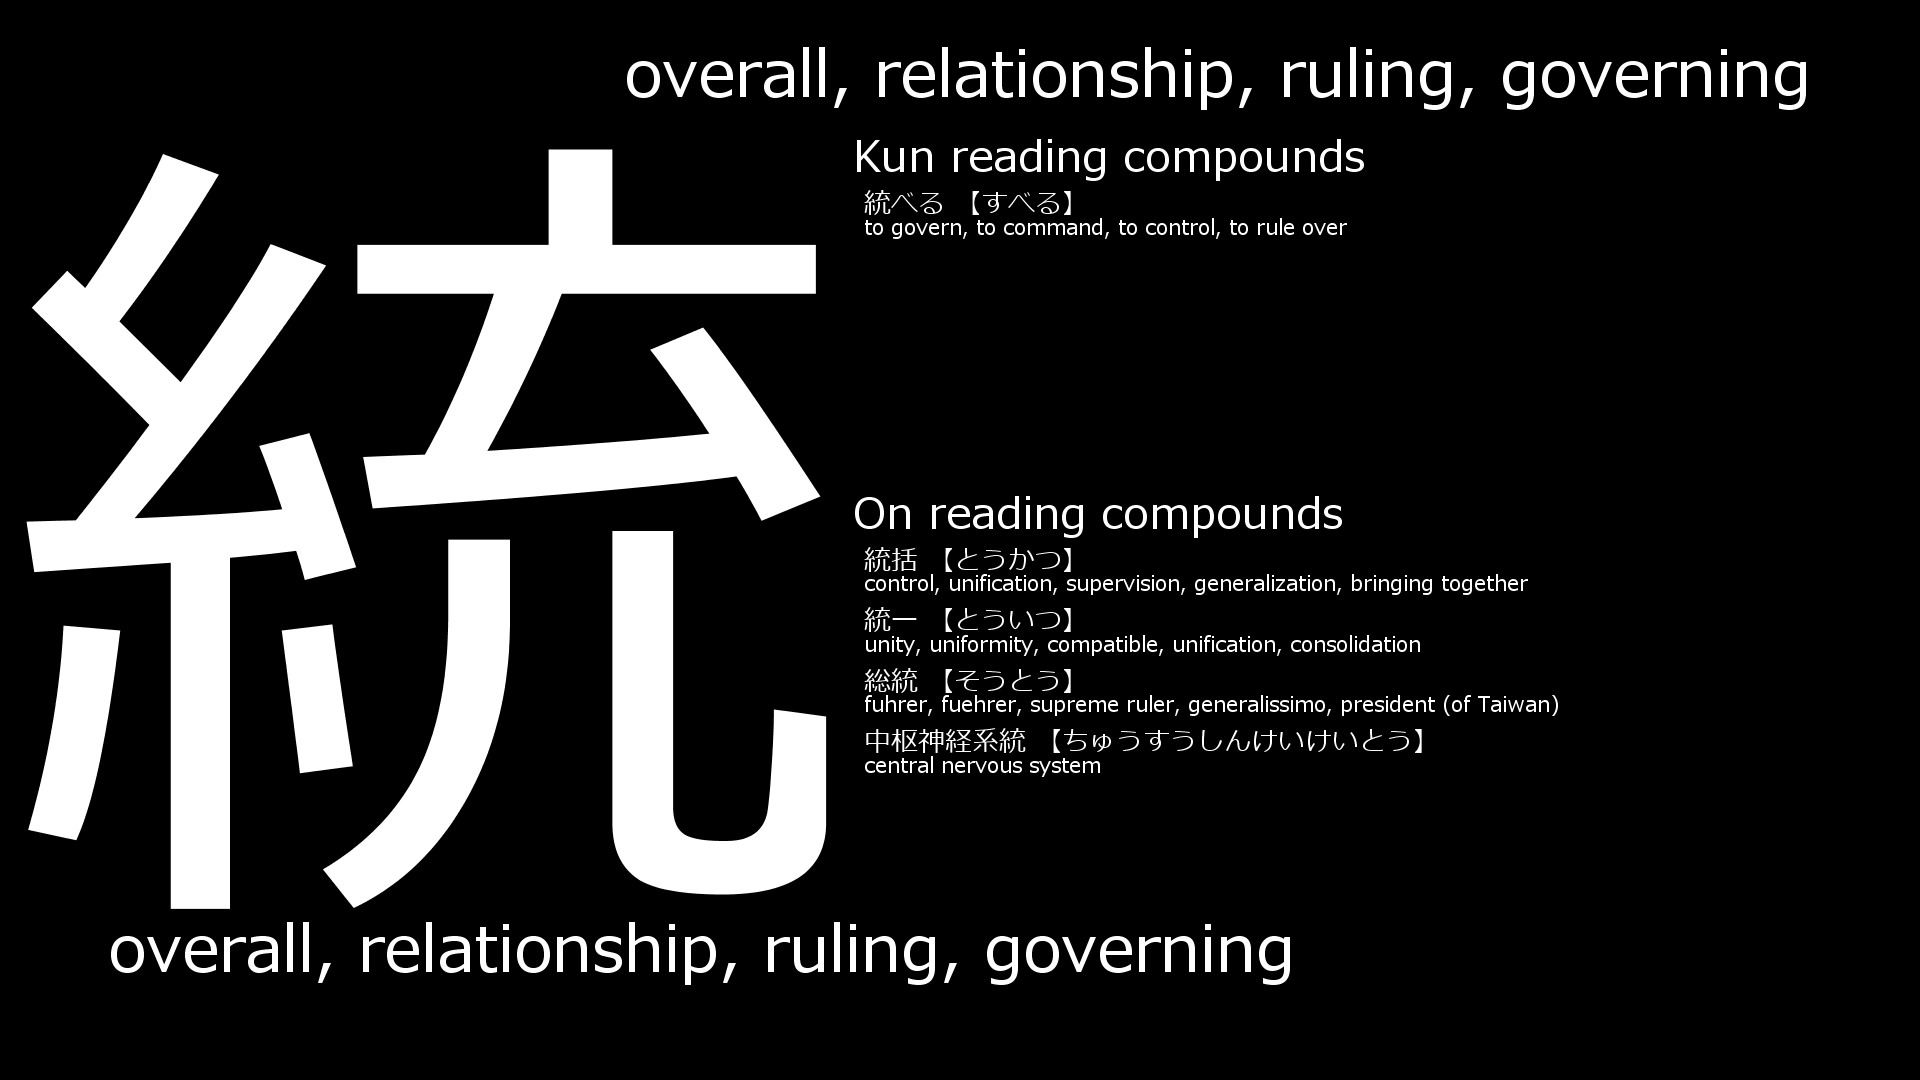 overall, relationship, ruling, governing
統
Kun reading compounds
統べる 【すべる】
to govern, to command, to control, to rule over
On reading compounds
統括 【とうかつ】
control, unification, supervision, generalization, bringing together
統一 【とういつ】
unity, uniformity, compatible, unification, consolidation
総統 【そうとう】
fuhrer, fuehrer, supreme ruler, generalissimo, president (of Taiwan)
中枢神経系統 【ちゅうすうしんけいけいとう】
central nervous system
overall, relationship, ruling, governing